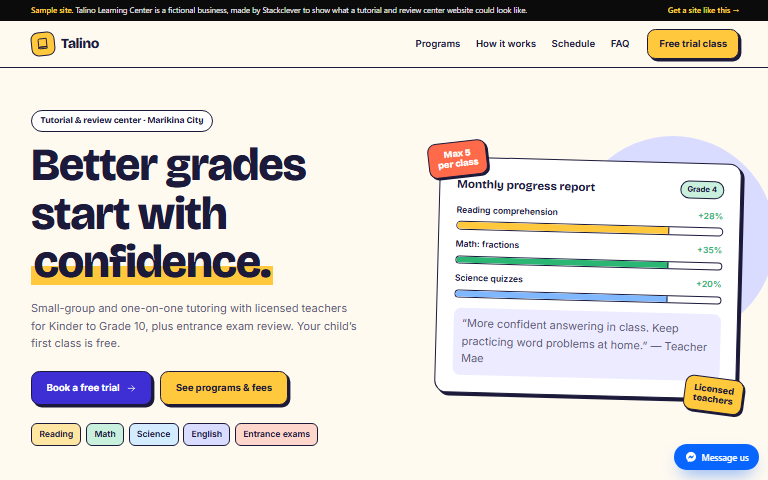 Sample site. Talino Learning Center is a fictional business, made by Stackclever to show what a tutorial and review center website could look like.
Get a site like this →
Talino
Programs
How it works
Schedule
FAQ
Free trial class
Tutorial & review center · Marikina City
Better grades
start with
confidence.
Small-group and one-on-one tutoring with licensed teachers
for Kinder to Grade 10, plus entrance exam review. Your child's
first class is free.
Book a free trial →
See programs & fees
Reading
Math
Science
English
Entrance exams
Max 5
per class
Monthly progress report
Grade 4
Reading comprehension
+28%
Math: fractions
+35%
Science quizzes
+20%
“More confident answering in class. Keep
practicing word problems at home.” — Teacher
Mae
Licensed
teachers
Message us